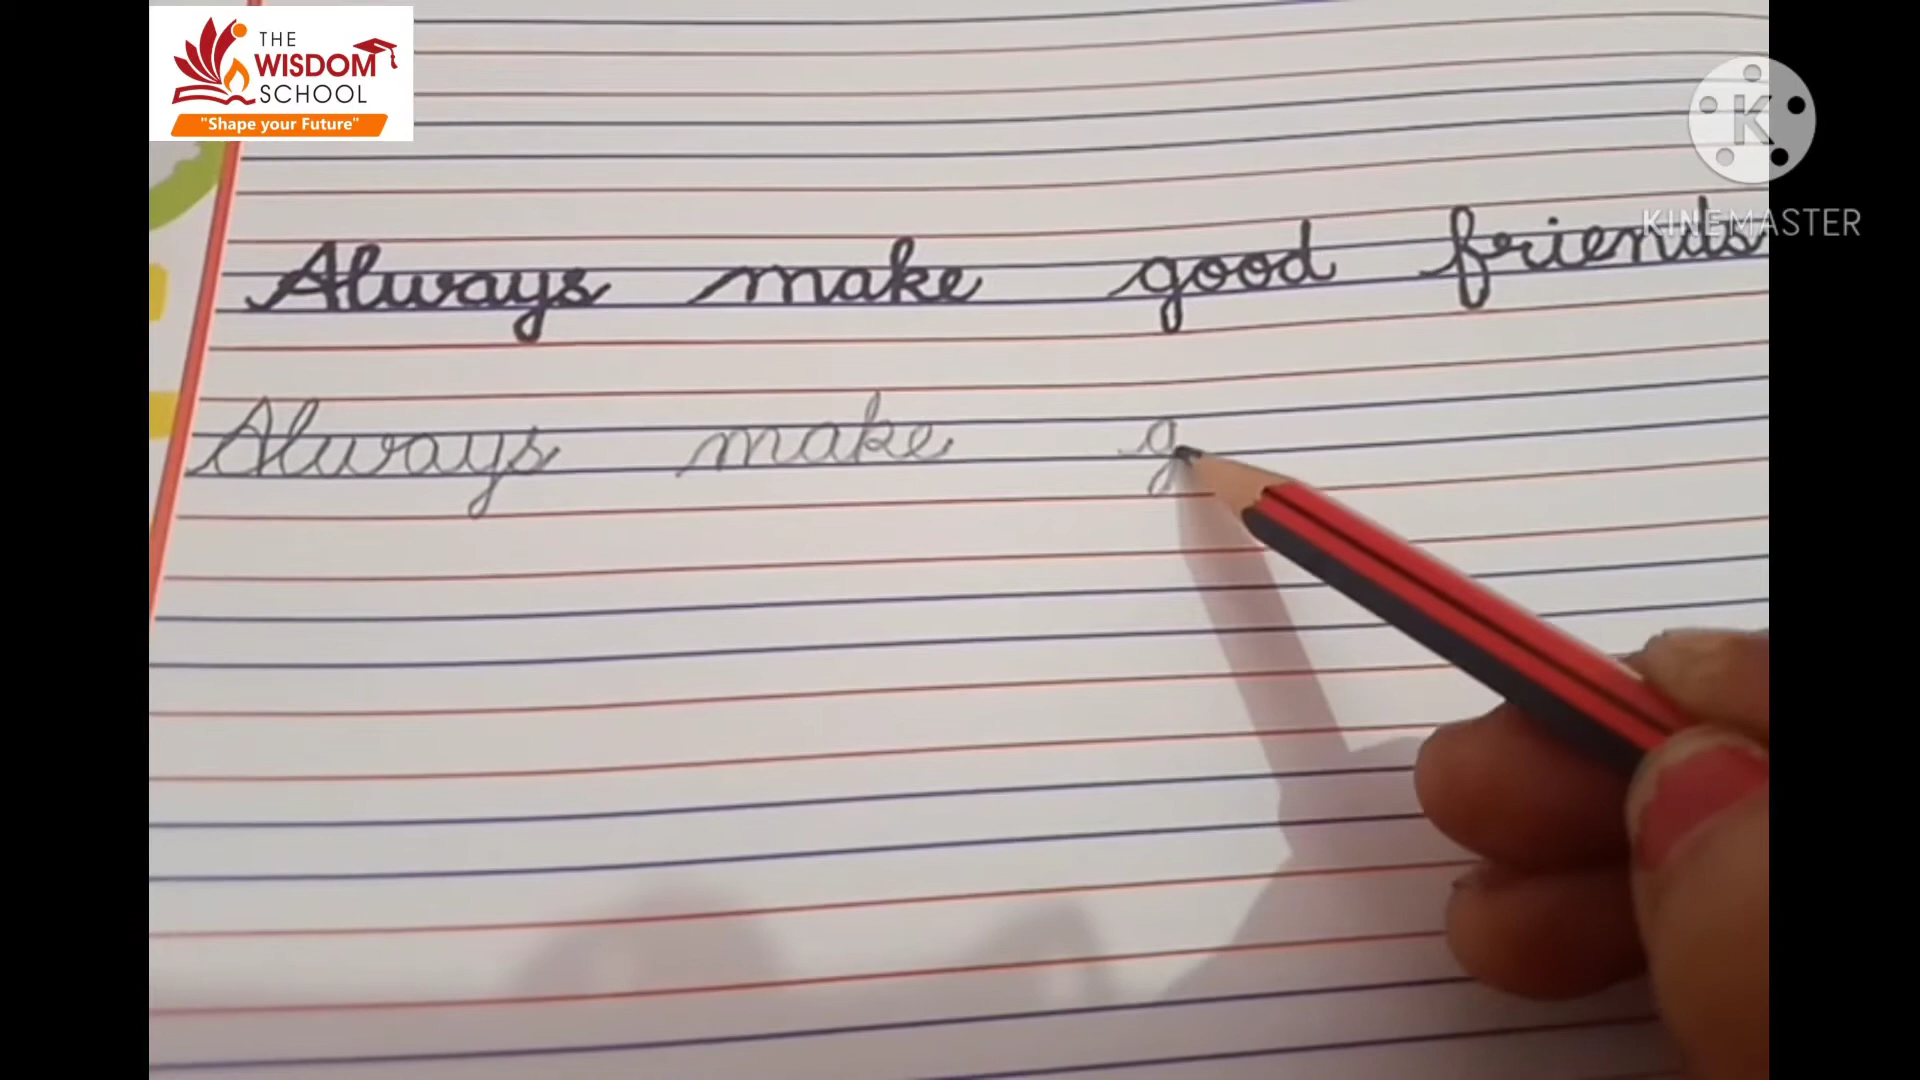 THE
WISDOM
SCHOOL
"Shape your Future"
K
KINEMASTER
Always make good friends
Always make g